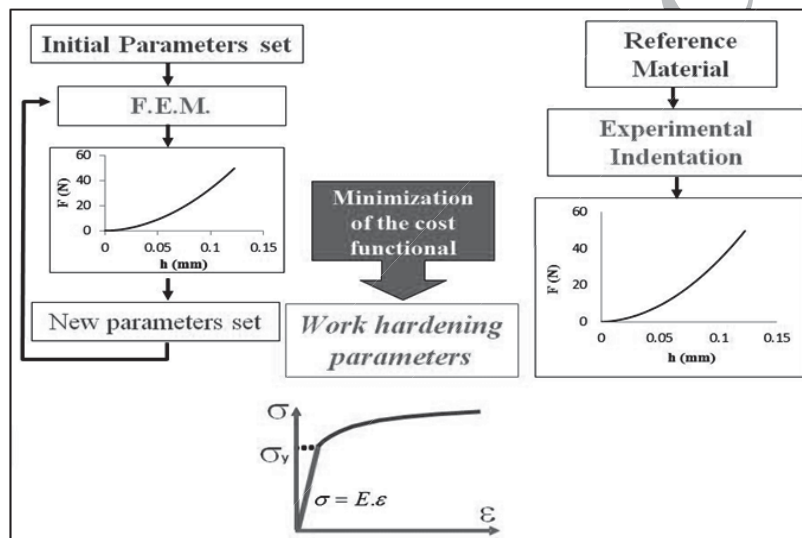 Initial Parameters set
F.E.M.
F (N)
60
40
20
0
0 0.05 0.1 0.15
h (mm)
New parameters set
Minimization
of the cost
functional
Work hardening
parameters
Reference
Material
Experimental
Indentation
F (N)
60
40
20
0
0 0.05 0.1 0.15
h (mm)
σ
σy
σ = E.ε
ε